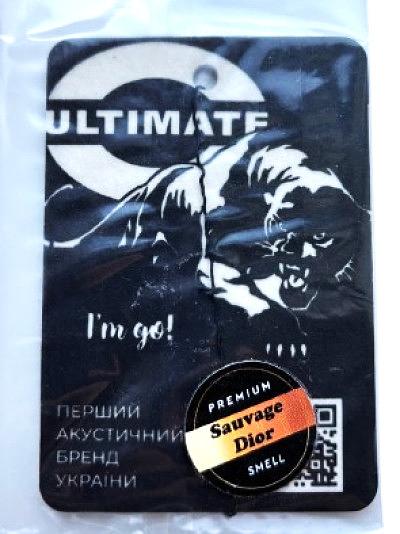 ULTIMATE
I'm go!
ПЕРШИЙ
АКУСТИЧНИЙ
БРЕНД
УКРАЇНИ
PREMIUM
Sauvage
Dior
SMELL